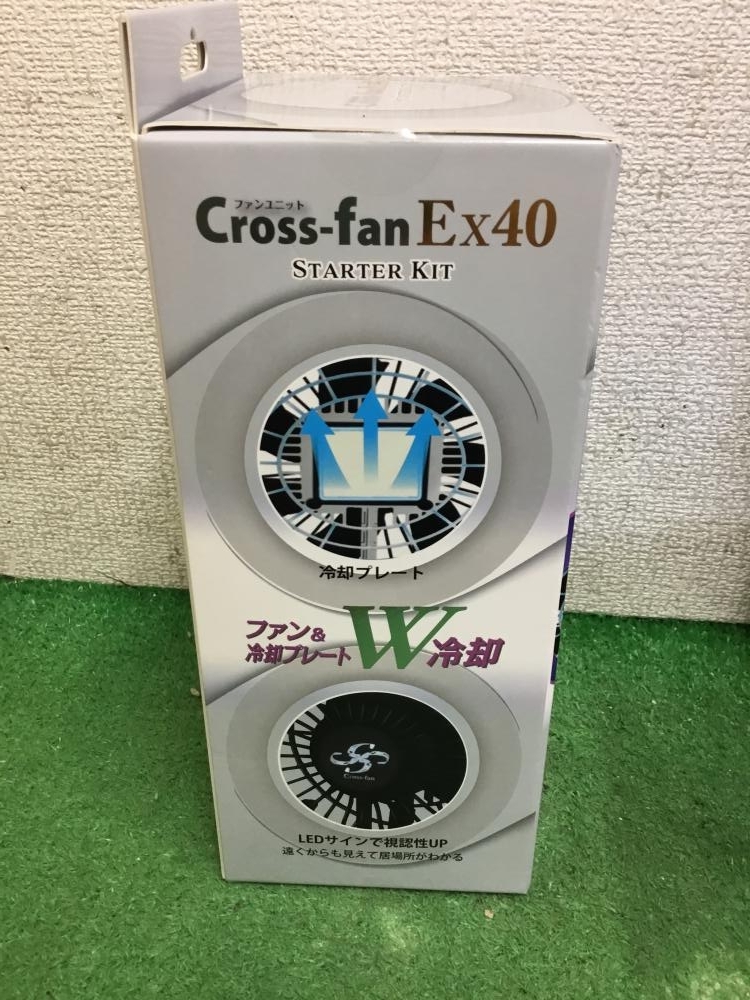 ファンユニット
Cross-fan Ex40
STARTER KIT
冷却プレート
ファン&
冷却プレート W冷却
Cross-fan
LEDサインで視認性UP
遠くからも見えて居場所がわかる